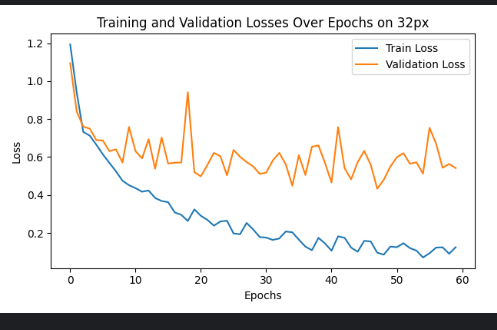 Training and Validation Losses Over Epochs on 32px
Train Loss
Validation Loss
1.2
1.0
0.8
0.6
0.4
0.2
Loss
0 10 20 30 40 50 60
Epochs